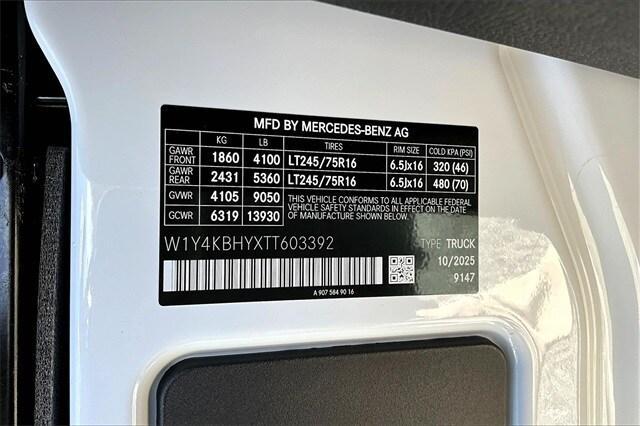 MFD BY MERCEDES-BENZ AG
KG LB TIRES RIM SIZE COLD KPA (PSI)
GAWR FRONT 1860 4100 LT245/75R16 6.5Jx16 320 (46)
GAWR REAR 2431 5360 LT245/75R16 6.5Jx16 480 (70)
GVWR 4105 9050 THIS VEHICLE CONFORMS TO ALL APPLICABLE FEDERAL
VEHICLE SAFETY STANDARDS IN EFFECT ON THE DATE
GCWR 6319 13930 OF MANUFACTURE SHOWN ABOVE.
W1Y4KBHYXTT603392 TYPE TRUCK
10/2025
9147
A 907 584 90 16